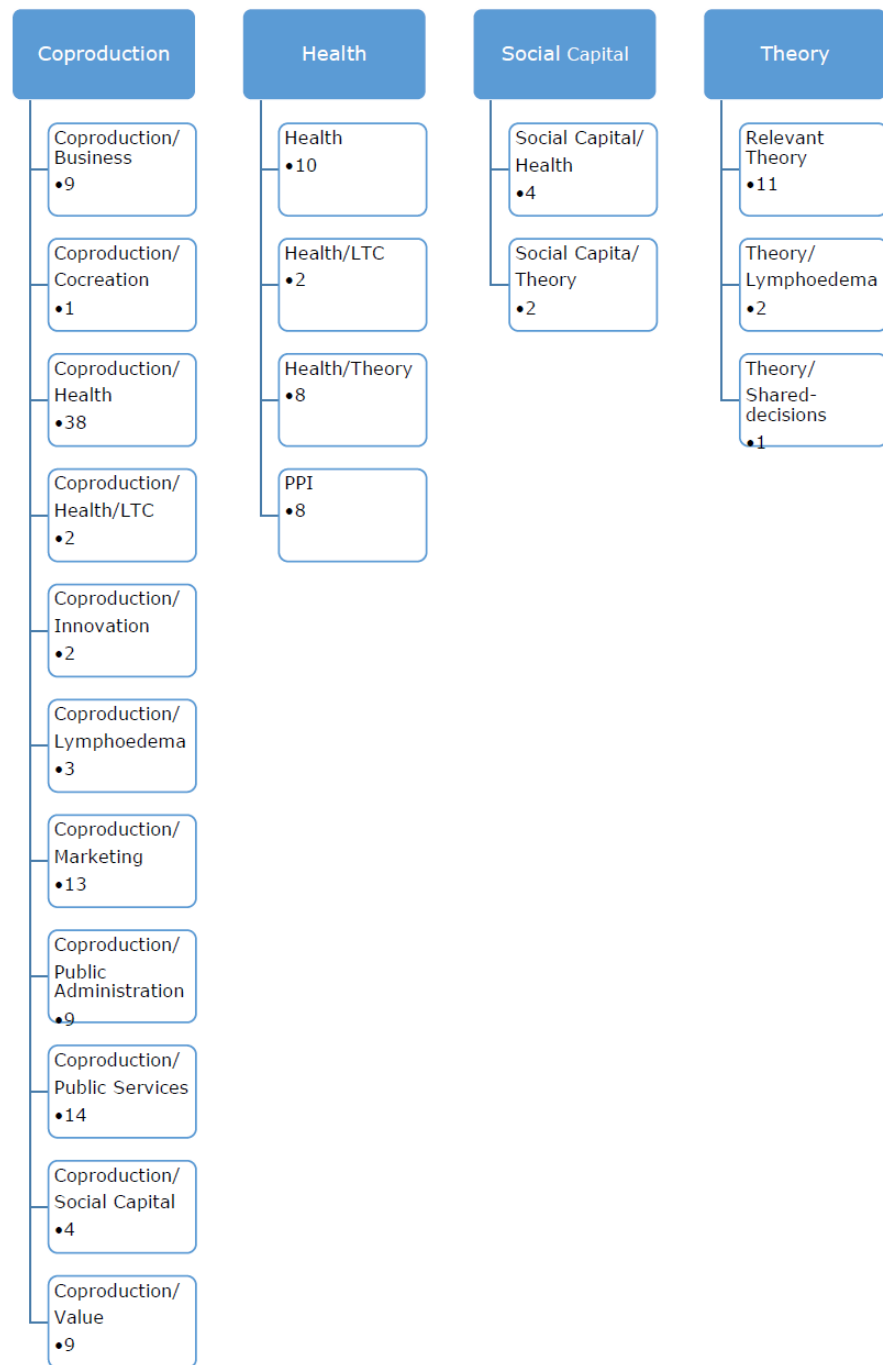 Coproduction
Coproduction/
Business
•9
Coproduction/
Cocreation
•1
Coproduction/
Health
•38
Coproduction/
Health/LTC
•2
Coproduction/
Innovation
•2
Coproduction/
Lymphoedema
•3
Coproduction/
Marketing
•13
Coproduction/
Public
Administration
•9
Coproduction/
Public Services
•14
Coproduction/
Social Capital
•4
Coproduction/
Value
•9
Health
Health
•10
Health/LTC
•2
Health/Theory
•8
PPI
•8
Social Capital
Social Capital/
Health
•4
Social Capita/
Theory
•2
Theory
Relevant
Theory
•11
Theory/
Lymphoedema
•2
Theory/
Shared-
decisions
•1